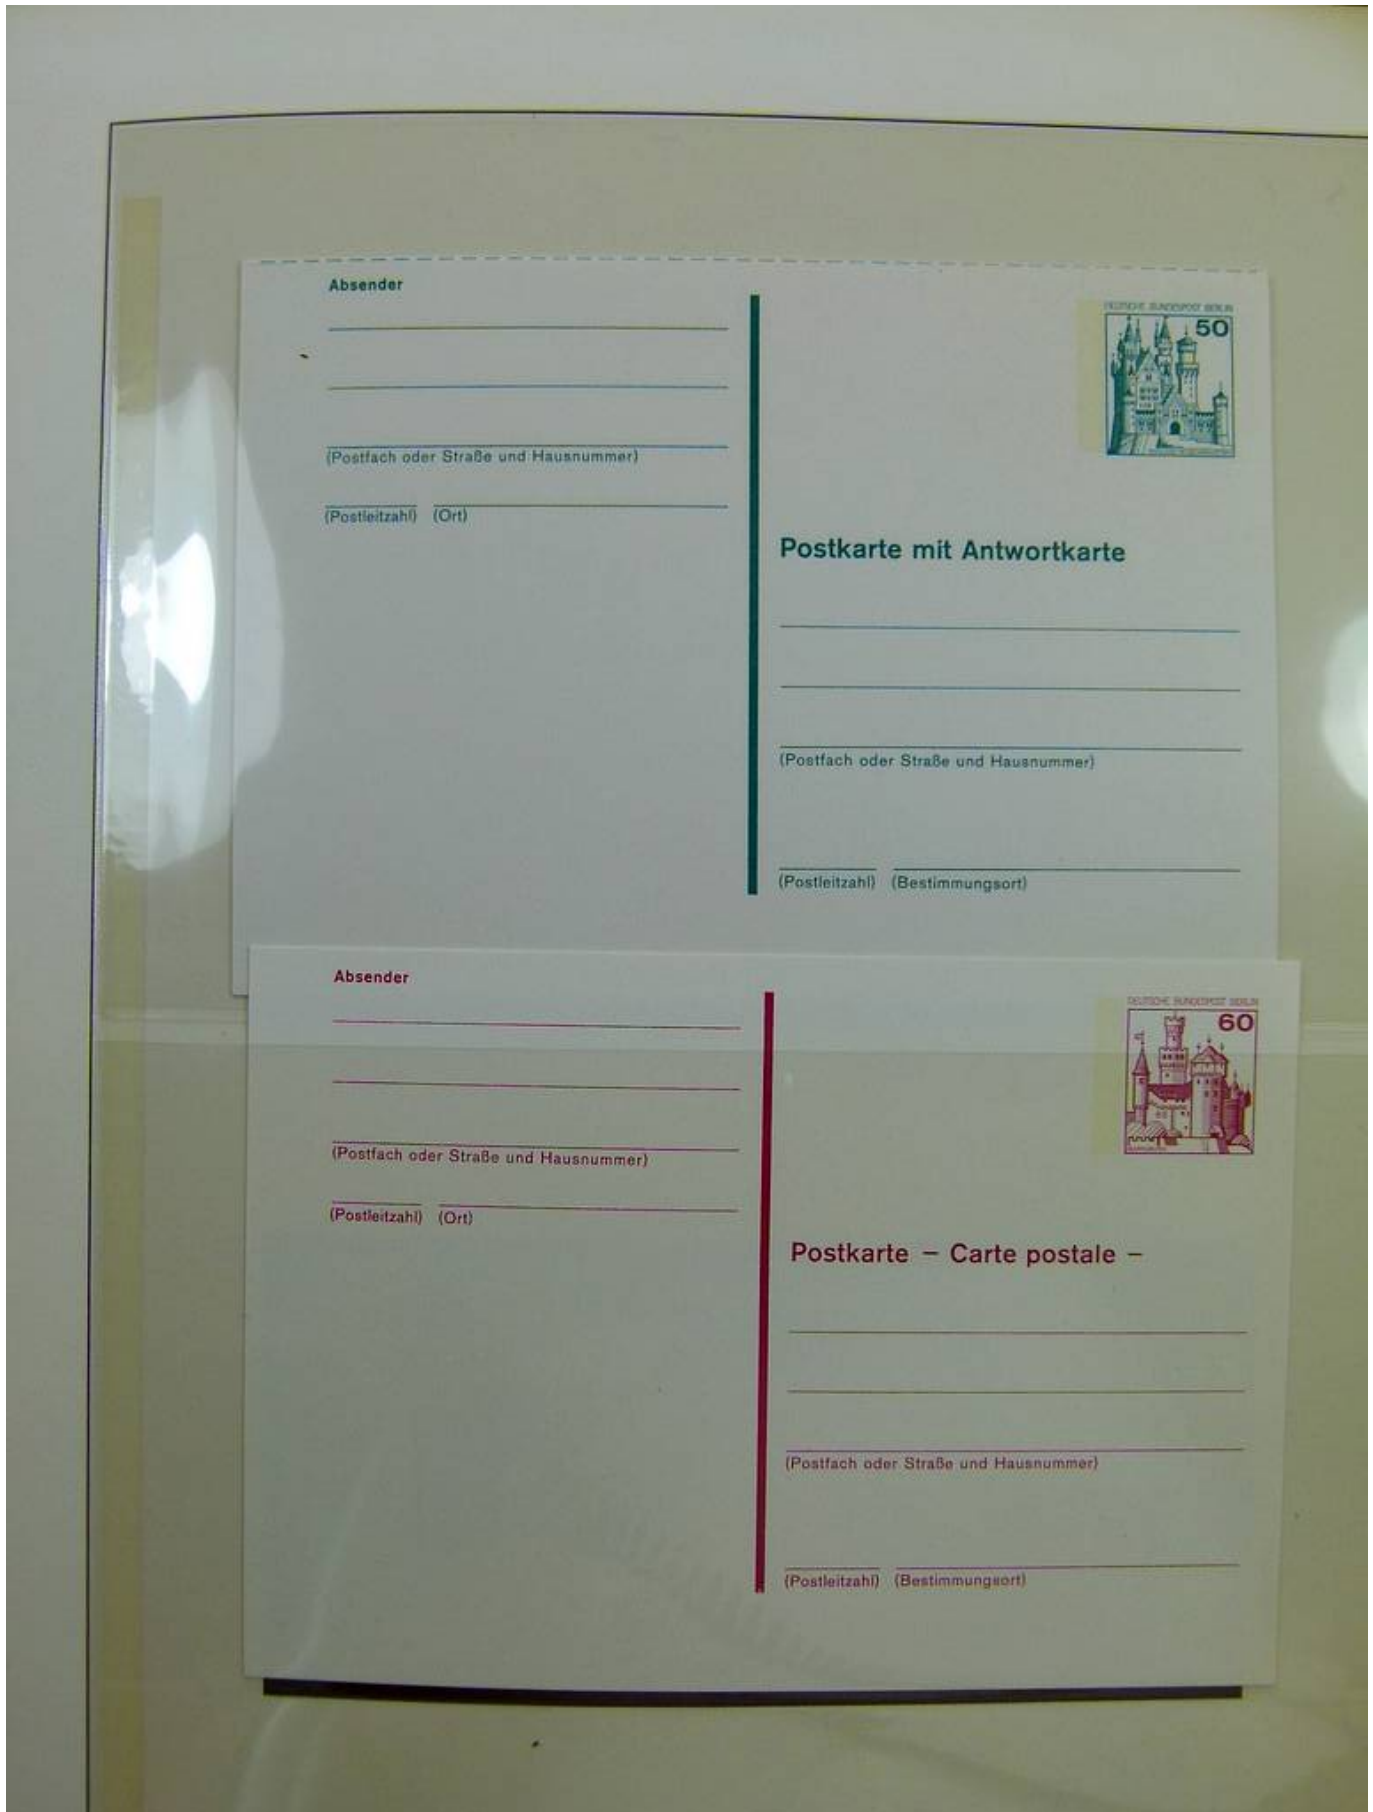 Absender
DEUTSCHE BUNDESPOST BERLIN
50
(Postfach oder Straße und Hausnummer)
(Postleitzahl) (Ort)
Postkarte mit Antwortkarte
(Postfach oder Straße und Hausnummer)
(Postleitzahl) (Bestimmungsort)
Absender
DEUTSCHE BUNDESPOST BERLIN
60
(Postfach oder Straße und Hausnummer)
(Postleitzahl) (Ort)
Postkarte – Carte postale –
(Postfach oder Straße und Hausnummer)
(Postleitzahl) (Bestimmungsort)